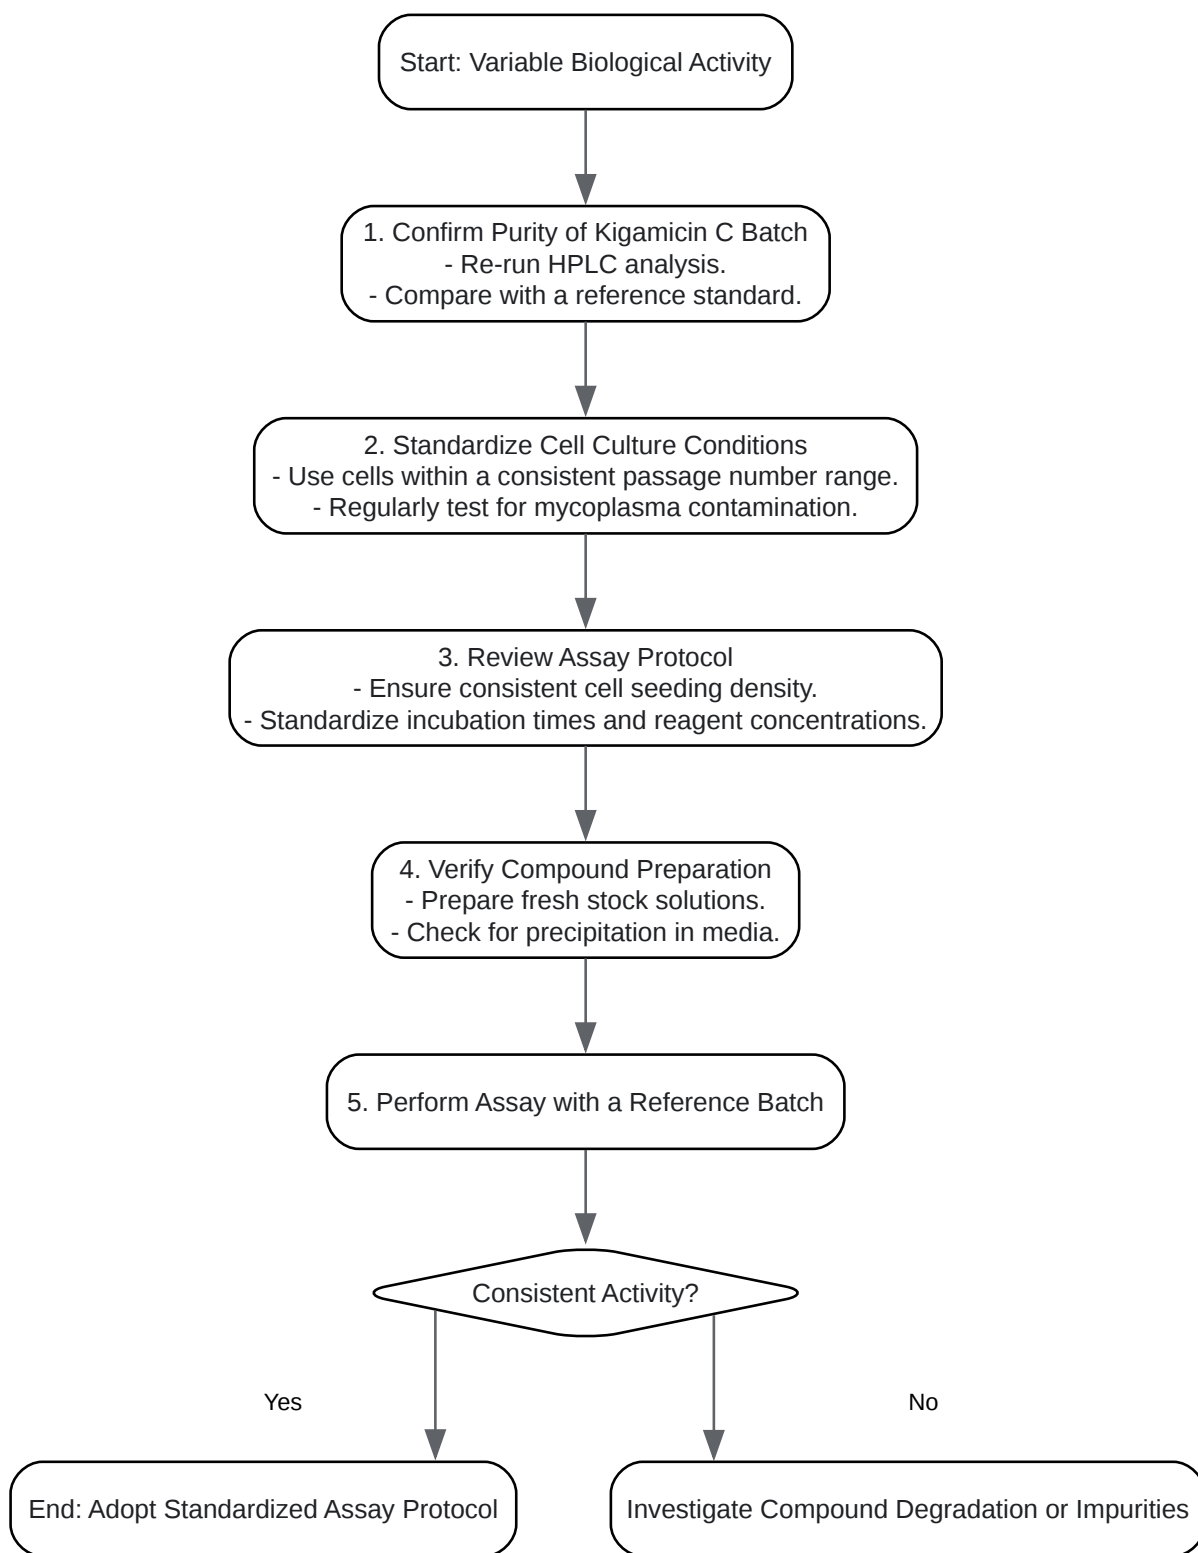 Start: Variable Biological Activity
1. Confirm Purity of Kigamicin C Batch
- Re-run HPLC analysis.
- Compare with a reference standard.
2. Standardize Cell Culture Conditions
- Use cells within a consistent passage number range.
- Regularly test for mycoplasma contamination.
3. Review Assay Protocol
- Ensure consistent cell seeding density.
- Standardize incubation times and reagent concentrations.
4. Verify Compound Preparation
- Prepare fresh stock solutions.
- Check for precipitation in media.
5. Perform Assay with a Reference Batch
Consistent Activity?
Yes
No
End: Adopt Standardized Assay Protocol
Investigate Compound Degradation or Impurities